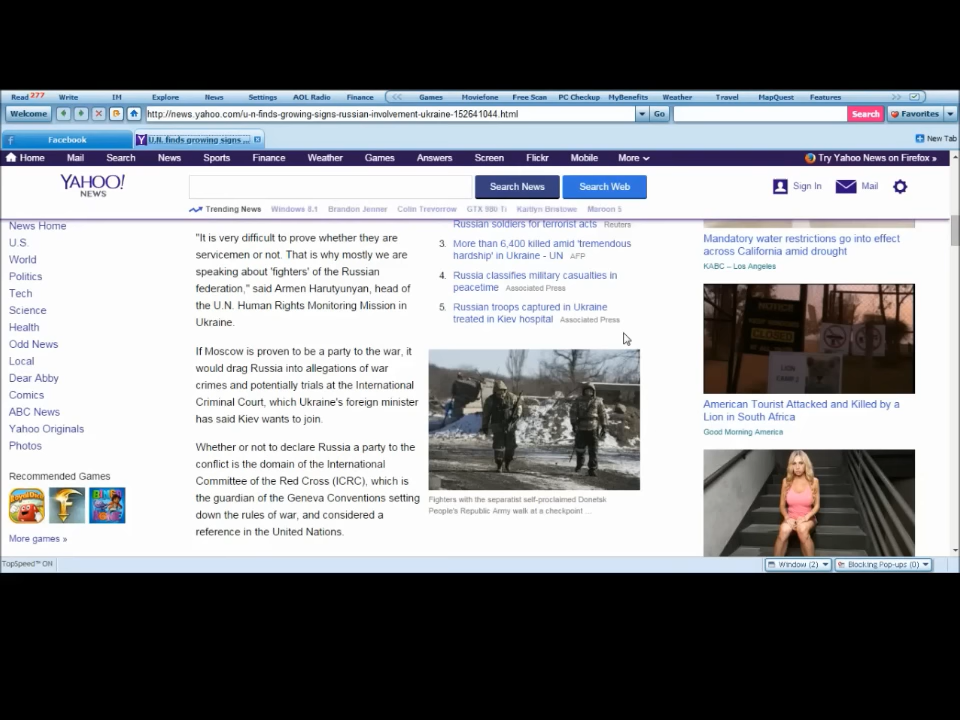 Read 277 Write IM Explore News Settings AOL Radio Finance Games Moviefone Free Scan PC Checkup MyBenefits Weather Travel MapQuest Features
Welcome http://news.yahoo.com/u-n-finds-growing-signs-russian-involvement-ukraine-152641044.html Go Search Favorites
Facebook U.N. finds growing signs ... New Tab
Home Mail Search News Sports Finance Weather Games Answers Screen Flickr Mobile More Try Yahoo News on Firefox »
YAHOO!
NEWS
Search News Search Web Sign In Mail
Trending News Windows 8.1 Brandon Jenner Colin Trevorrow GTX 980 Ti Kaitlyn Bristowe Maroon 5
News Home
U.S.
World
Politics
Tech
Science
Health
Odd News
Local
Dear Abby
Comics
ABC News
Yahoo Originals
Photos
Recommended Games
More games »
"It is very difficult to prove whether they are
servicemen or not. That is why mostly we are
speaking about 'fighters' of the Russian
federation," said Armen Harutyunyan, head of
the U.N. Human Rights Monitoring Mission in
Ukraine.
If Moscow is proven to be a party to the war, it
would drag Russia into allegations of war
crimes and potentially trials at the International
Criminal Court, which Ukraine's foreign minister
has said Kiev wants to join.
Whether or not to declare Russia a party to the
conflict is the domain of the International
Committee of the Red Cross (ICRC), which is
the guardian of the Geneva Conventions setting
down the rules of war, and considered a
reference in the United Nations.
Russian soldiers for terrorist acts Reuters
3. More than 6,400 killed amid 'tremendous
hardship' in Ukraine - UN AFP
4. Russia classifies military casualties in
peacetime Associated Press
5. Russian troops captured in Ukraine
treated in Kiev hospital Associated Press
Fighters with the separatist self-proclaimed Donetsk
People's Republic Army walk at a checkpoint ...
Mandatory water restrictions go into effect
across California amid drought
KABC – Los Angeles
NOTICE
CLOSED
LION
CAMP 2
American Tourist Attacked and Killed by a
Lion in South Africa
Good Morning America
TopSpeed™ ON Window (2) Blocking Pop-ups (0)